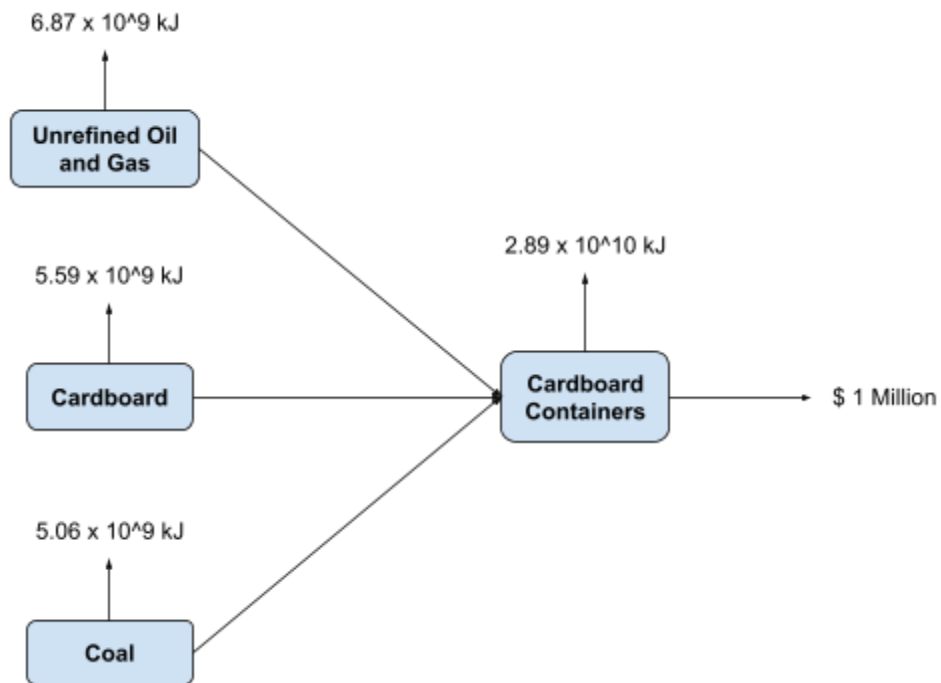 6.87 x 10^9 kJ
Unrefined Oil
and Gas
5.59 x 10^9 kJ
Cardboard
5.06 x 10^9 kJ
Coal
2.89 x 10^10 kJ
Cardboard
Containers
$ 1 Million